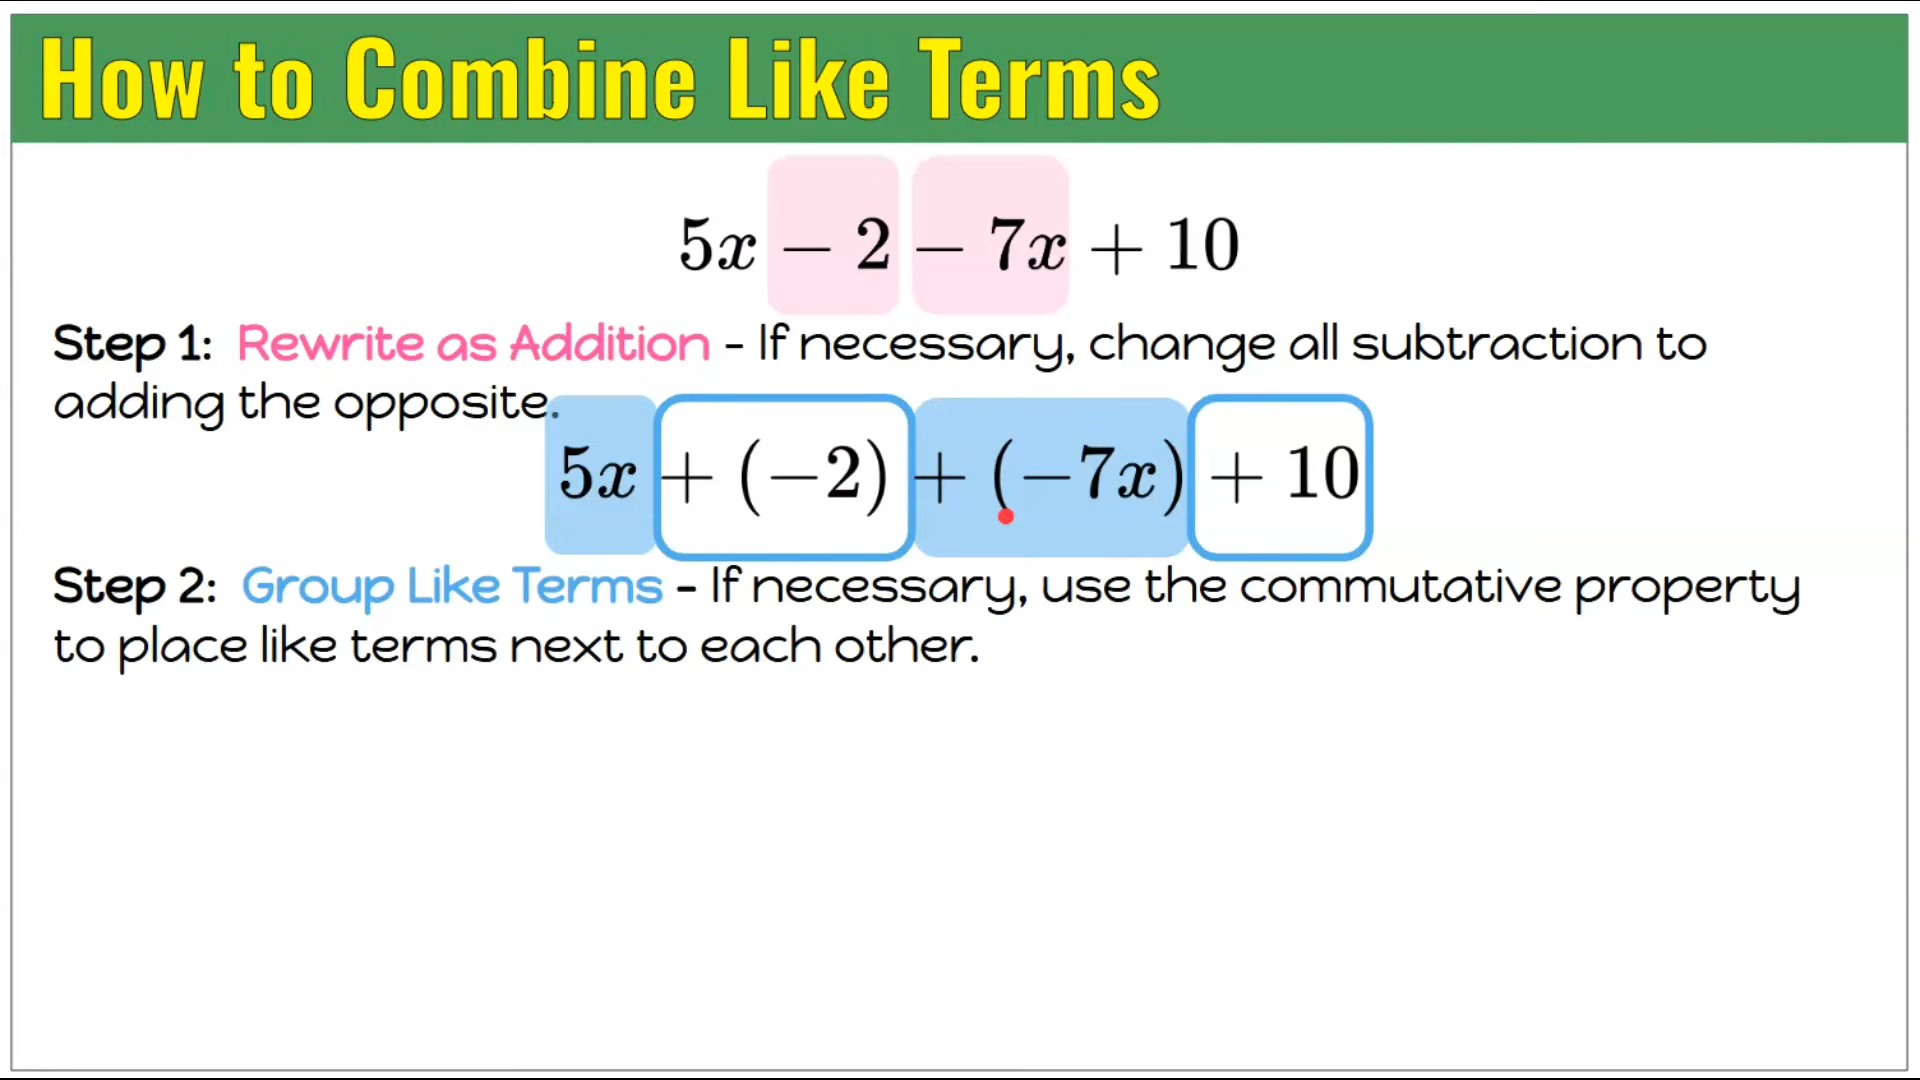 How to Combine Like Terms
5x − 2 − 7x + 10
Step 1: Rewrite as Addition - If necessary, change all subtraction to
adding the opposite.
5x + (−2) + (−7x) + 10
Step 2: Group Like Terms - If necessary, use the commutative property
to place like terms next to each other.